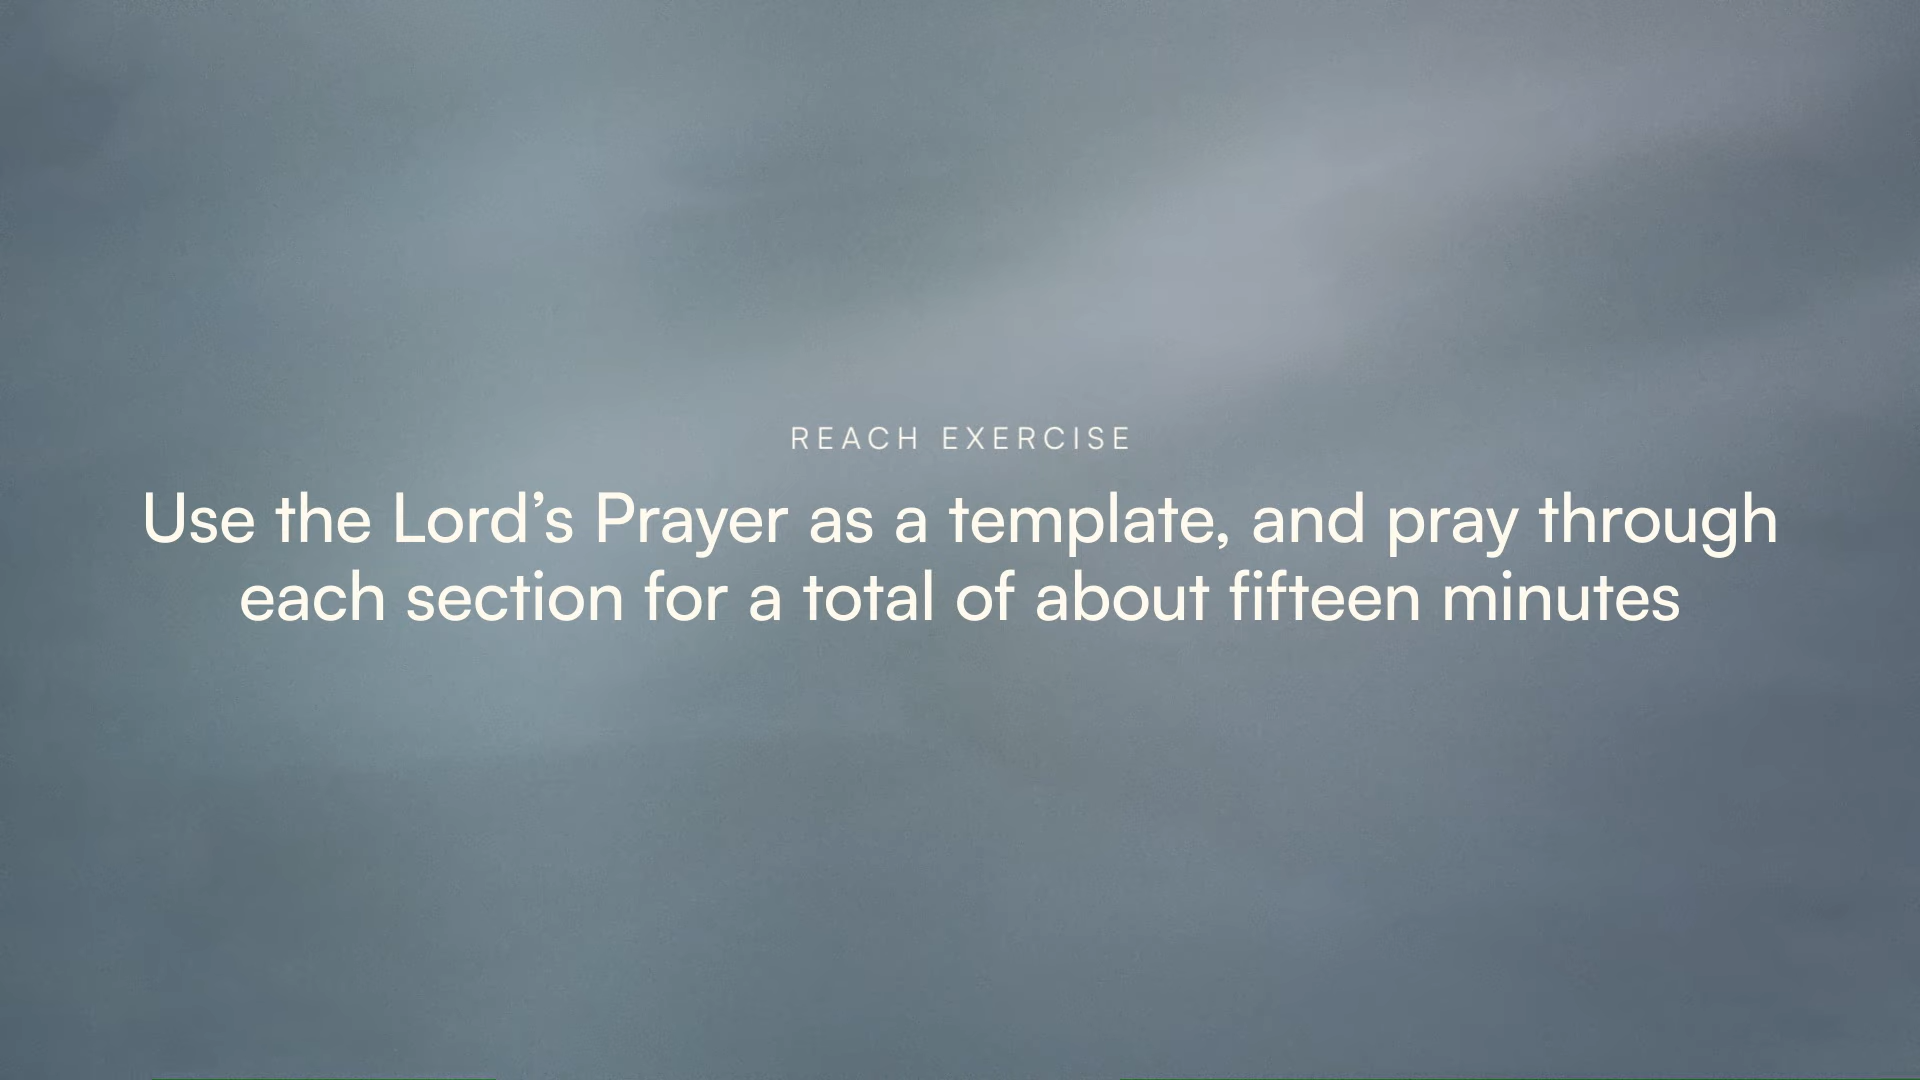 REACH EXERCISE
Use the Lord’s Prayer as a template, and pray through
each section for a total of about fifteen minutes